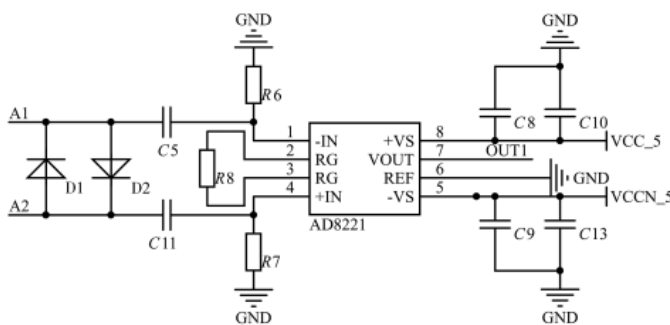 GND GND
R6
A1 C8 C10
C5 1 -IN +VS 8 VCC_5
2 RG VOUT 7 OUT1
R8 3 RG REF 6 GND
D1 D2 4 +IN -VS 5 VCCN_5
A2
C11 R7 AD8221 C9 C13
GND GND